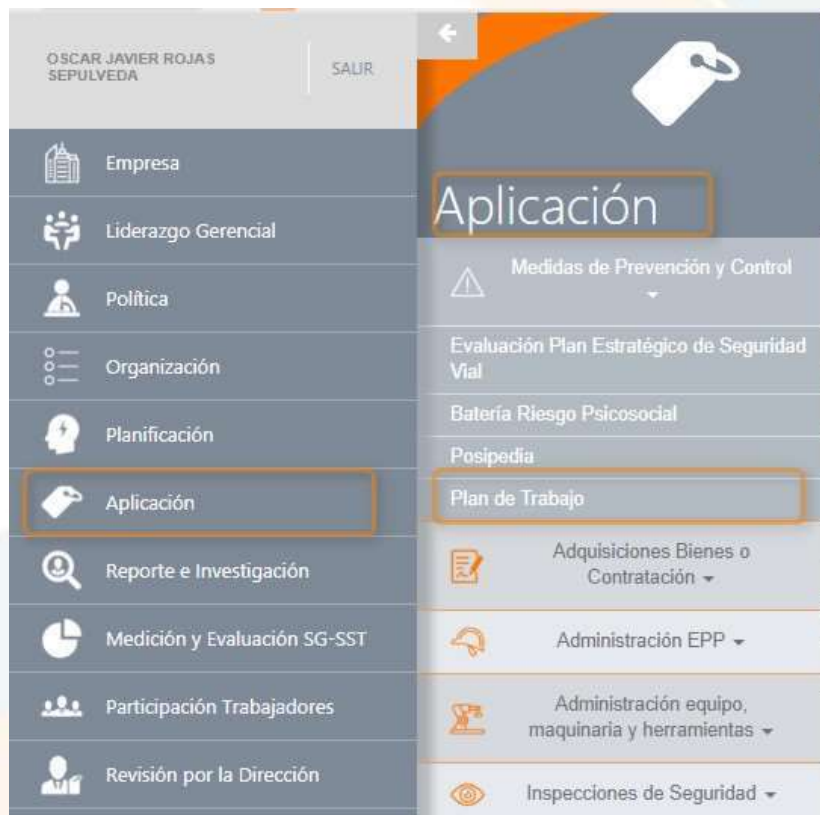 OSCAR JAVIER ROJAS
SEPULVEDA
SALIR
Empresa
Liderazgo Gerencial
Política
Organización
Planificación
Aplicación
Reporte e Investigación
Medición y Evaluación SG-SST
Participación Trabajadores
Revisión por la Dirección
Aplicación
Medidas de Prevención y Control
Evaluación Plan Estratégico de Seguridad
Vial
Batería Riesgo Psicosocial
Posipedia
Plan de Trabajo
Adquisiciones Bienes o
Contratación
Administración EPP
Administración equipo,
maquinaria y herramientas
Inspecciones de Seguridad